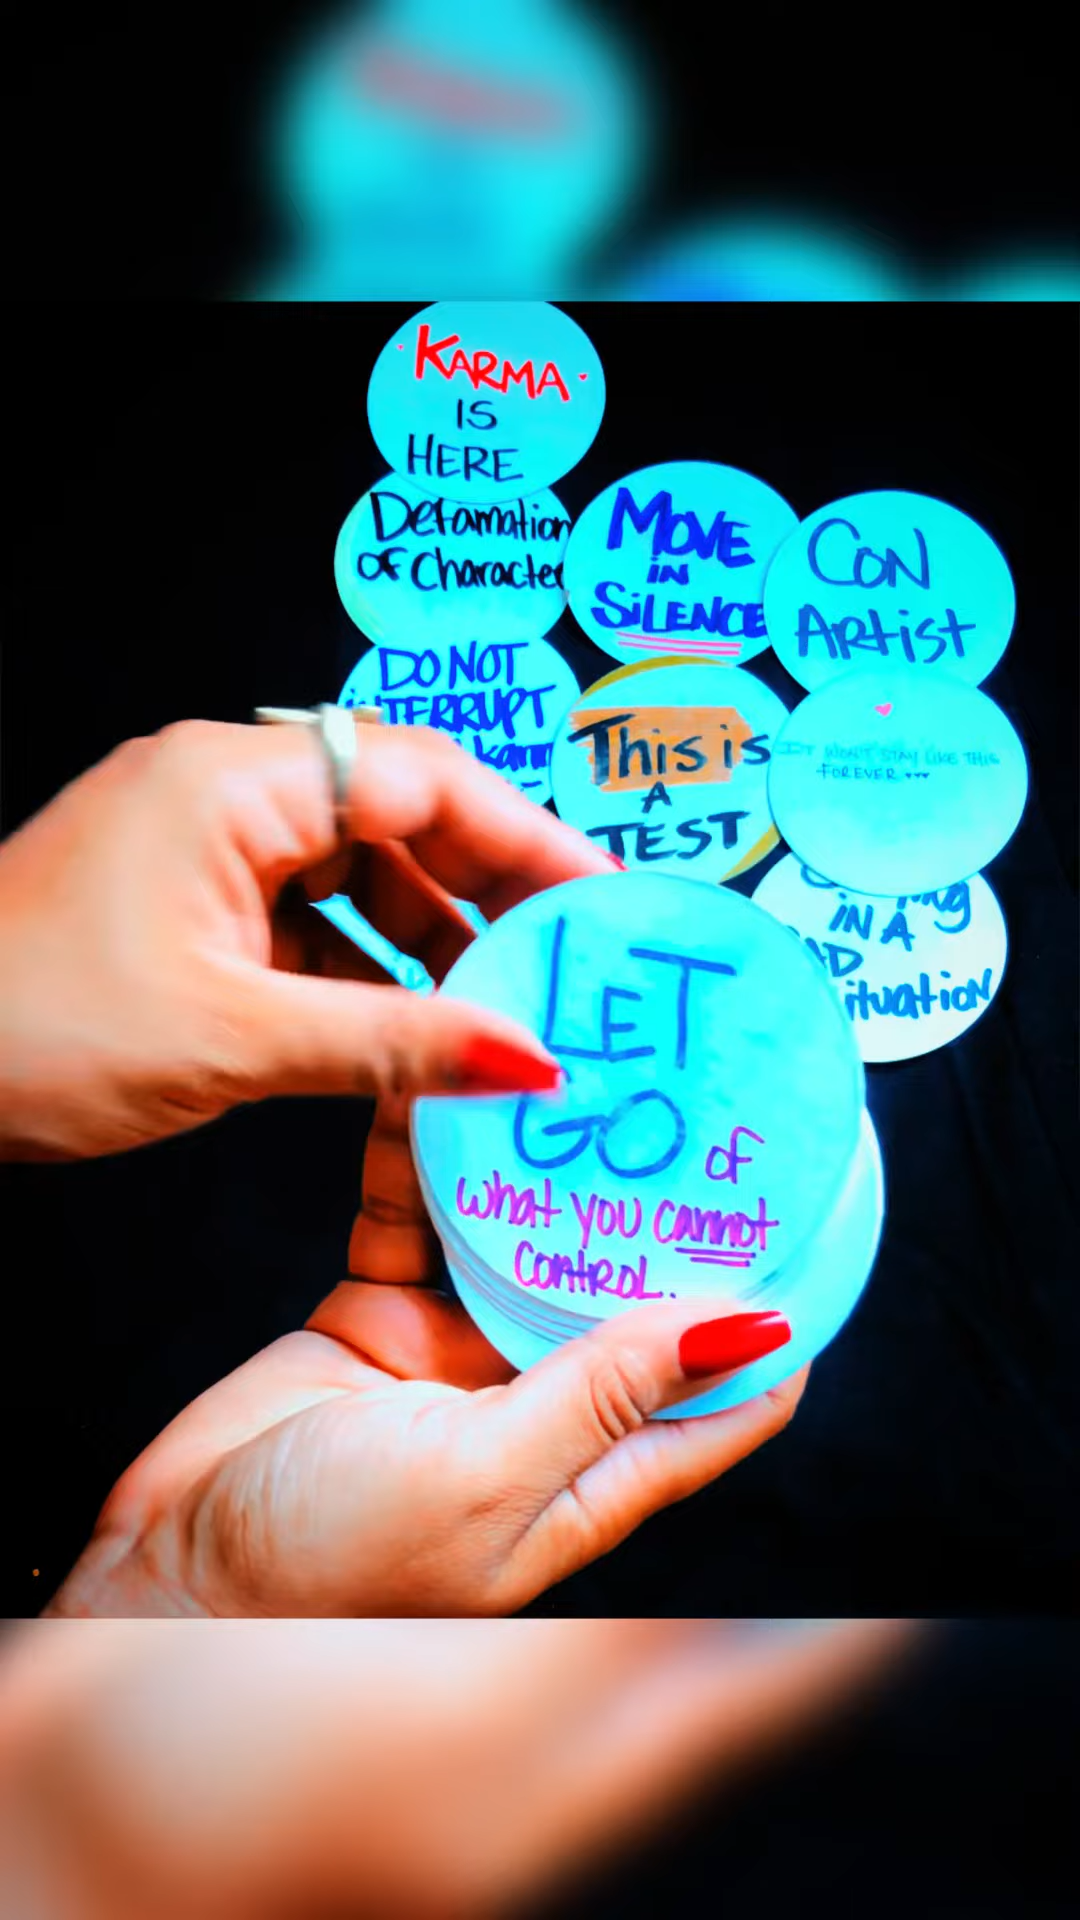 KARMA
IS
HERE
Defamation
of Character
DO NOT
INTERRUPT
MOVE
IN
SiLENCE
This is
A
TEST
CON
ARtist
IT WON'T STAY LIKE THIS
FOREVER
IN A
LET
GO of
what you cannot
CONTROL.